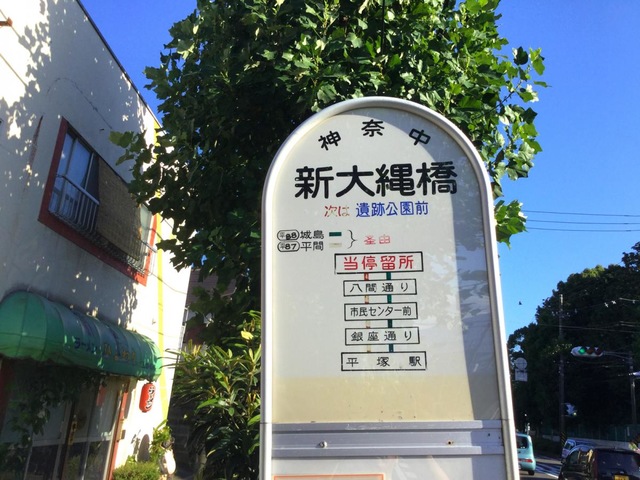 神奈中
新大縄橋
次は 遺跡公園前
平88 城島
平87 平間
当停留所
八間通り
市民センター前
銀座通り
平塚駅